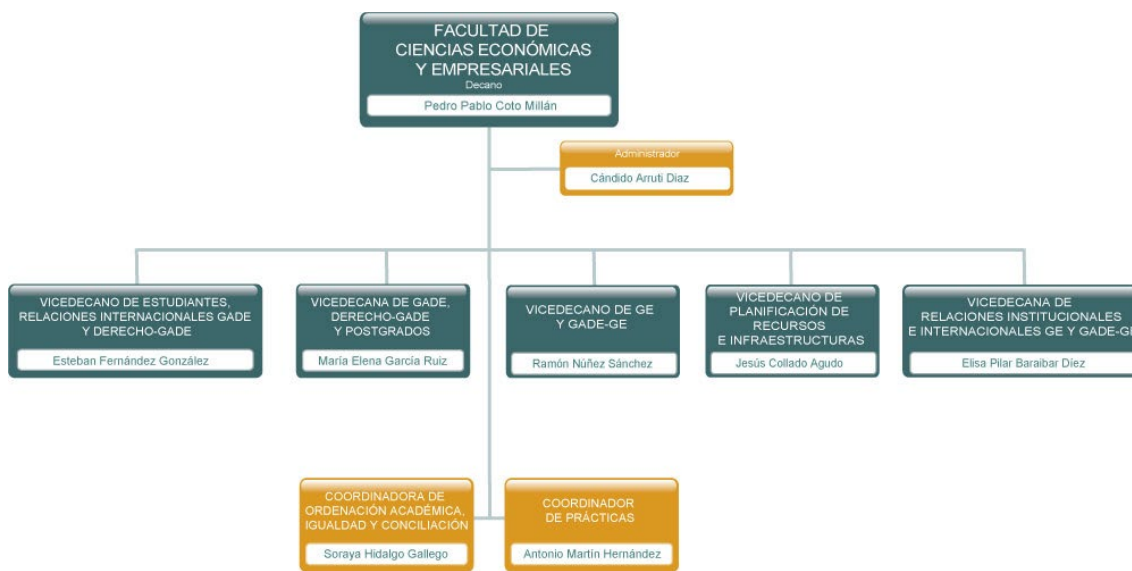 FACULTAD DE
CIENCIAS ECONÓMICAS
Y EMPRESARIALES
Decano
Pedro Pablo Coto Millán
Administrador
Cándido Arruti Diaz
VICEDECANO DE ESTUDIANTES,
RELACIONES INTERNACIONALES GADE
Y DERECHO-GADE
Esteban Fernández González
VICEDECANA DE GADE,
DERECHO-GADE
Y POSTGRADOS
María Elena García Ruiz
VICEDECANO DE GE
Y GADE-GE
Ramón Núñez Sánchez
VICEDECANO DE
PLANIFICACIÓN DE
RECURSOS
E INFRAESTRUCTURAS
Jesús Collado Agudo
VICEDECANA DE
RELACIONES INSTITUCIONALES
E INTERNACIONALES GE Y GADE-GE
Elisa Pilar Baraibar Díez
COORDINADORA DE
ORDENACIÓN ACADÉMICA,
IGUALDAD Y CONCILIACIÓN
Soraya Hidalgo Gallego
COORDINADOR
DE PRÁCTICAS
Antonio Martín Hernández